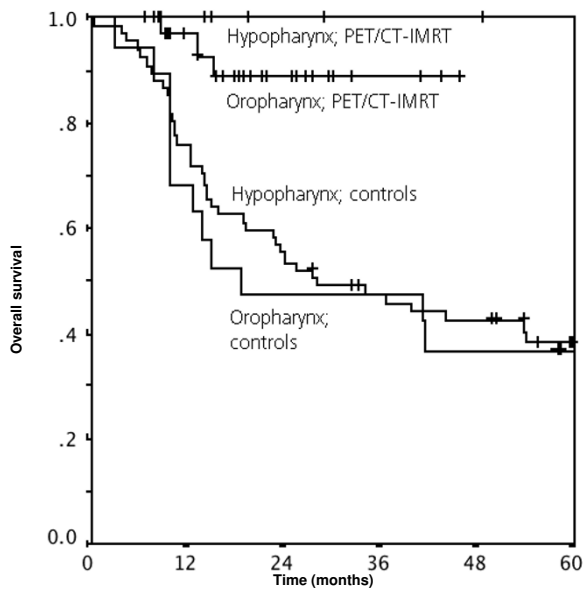 1.0
Hypopharynx; PET/CT-IMRT
Oropharynx; PET/CT-IMRT
.8
Hypopharynx; controls
.6
Overall survival
Oropharynx;
controls
.4
.2
0.0
0 12 24 36 48 60
Time (months)